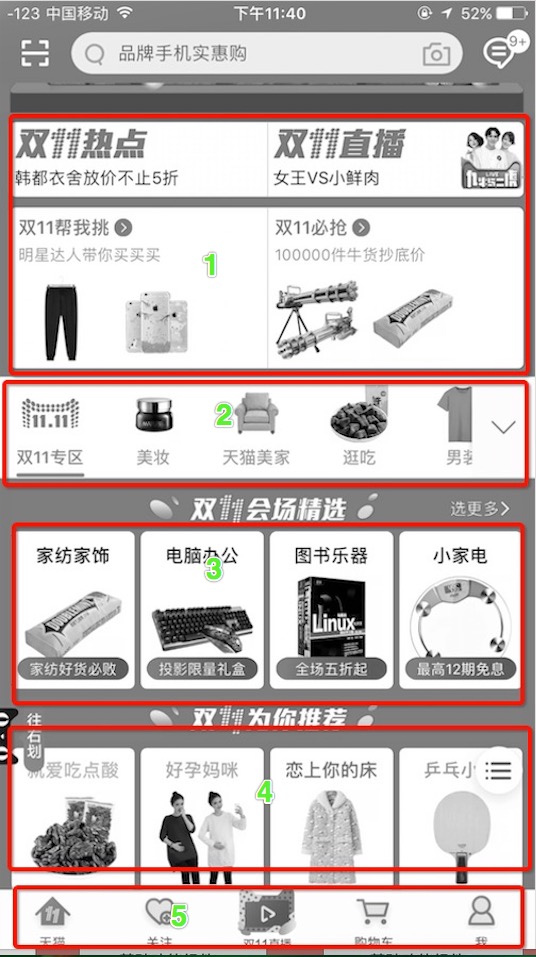 -123 中国移动 下午11:40 52%
品牌手机实惠购 9+
双11热点 双11直播
韩都衣舍放价不止5折 女王VS小鲜肉
LIVE
双11帮我挑 双11必抢
明星达人带你买买买 100000件牛货抄底价
1
2
11.11
双11专区 美妆 天猫美家 逛吃 男装
双11会场精选 选更多
家纺家饰 电脑办公 图书乐器 小家电
3
DOUBLEMINT
Linux
家纺好货必败 投影限量礼盒 全场五折起 最高12期免息
双11为你推荐
往右划
就爱吃点酸 好孕妈咪 恋上你的床 乒乓小
4
5
11
天猫 关注 双11直播 购物车 我